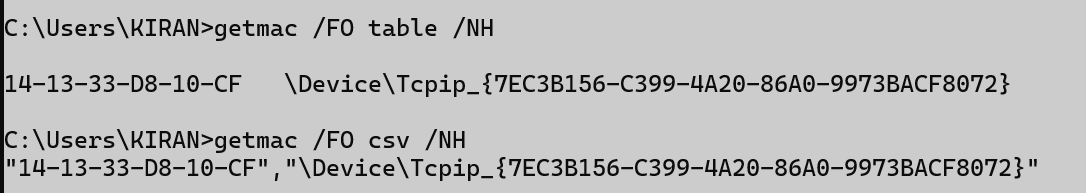 C:\Users\KIRAN>getmac /FO table /NH
14-13-33-D8-10-CF   \Device\Tcpip_{7EC3B156-C399-4A20-86A0-9973BACF8072}
C:\Users\KIRAN>getmac /FO csv /NH
"14-13-33-D8-10-CF","\Device\Tcpip_{7EC3B156-C399-4A20-86A0-9973BACF8072}"